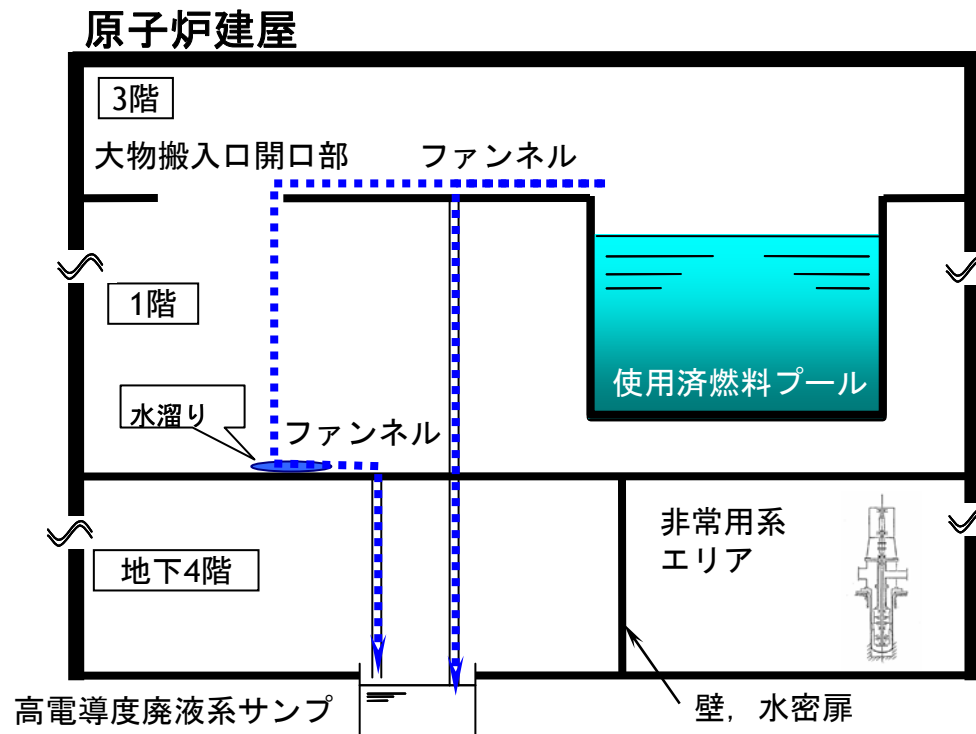 原子炉建屋
3階
大物搬入口開口部
ファンネル
1階
使用済燃料プール
水溜り
ファンネル
非常用系
エリア
地下4階
高電導度廃液系サンプ
壁，水密扉